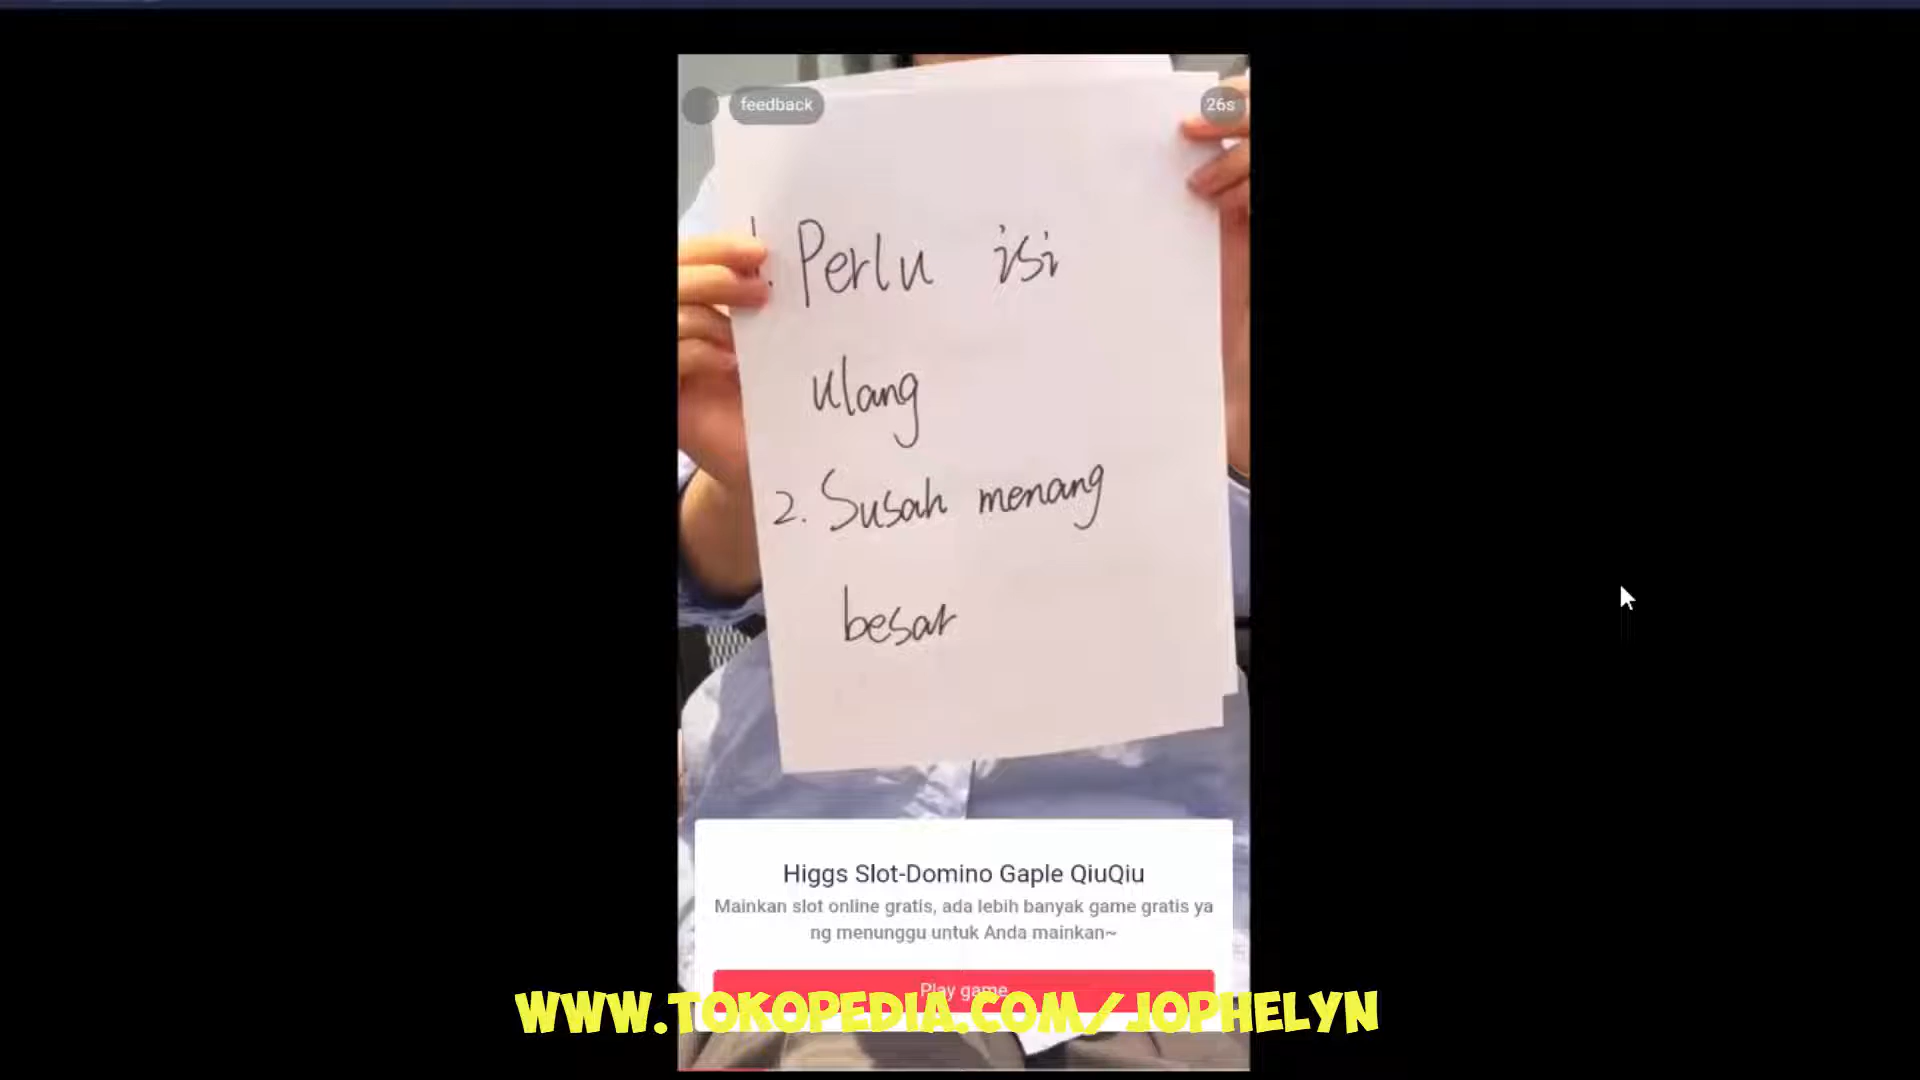 feedback
26s
1. Perlu isi
ulang
2. Susah menang
besar
Higgs Slot-Domino Gaple QiuQiu
Mainkan slot online gratis, ada lebih banyak game gratis ya
ng menunggu untuk Anda mainkan~
Play game
WWW.TOKOPEDIA.COM/JOPHELYN